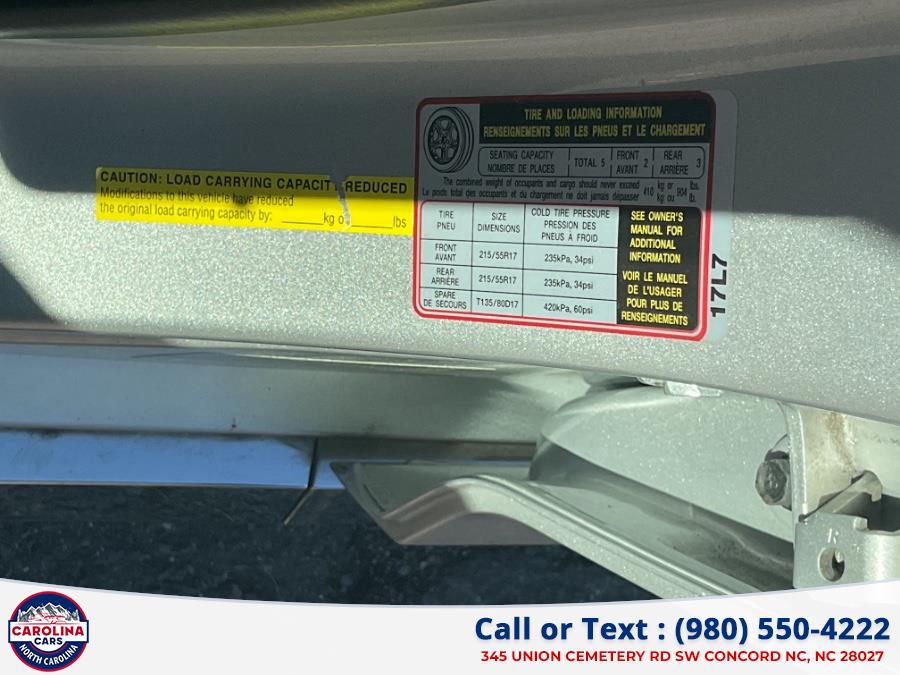 CAUTION: LOAD CARRYING CAPACITY REDUCED
Modifications to this vehicle have reduced
the original load carrying capacity by: ______kg o______lbs
TIRE AND LOADING INFORMATION
RENSEIGNEMENTS SUR LES PNEUS ET LE CHARGEMENT
SEATING CAPACITY
NOMBRE DE PLACES
TOTAL 5
FRONT
AVANT 2
REAR
ARRIÈRE 3
The combined weight of occupants and cargo should never exceed 410 kg or 904 lbs.
Le poids total des occupants et du chargement ne doit jamais dépasser kg ou lb.
TIRE
PNEU
SIZE
DIMENSIONS
COLD TIRE PRESSURE
PRESSION DES
PNEUS À FROID
FRONT
AVANT
215/55R17
235kPa, 34psi
REAR
ARRIÈRE
215/55R17
235kPa, 34psi
SPARE
DE SECOURS
T135/80D17
420kPa, 60psi
SEE OWNER'S
MANUAL FOR
ADDITIONAL
INFORMATION
VOIR LE MANUEL
DE L'USAGER
POUR PLUS DE
RENSEIGNEMENTS
17L7
R
CAROLINA
CARS
NORTH CAROLINA
Call or Text : (980) 550-4222
345 UNION CEMETERY RD SW CONCORD NC, NC 28027